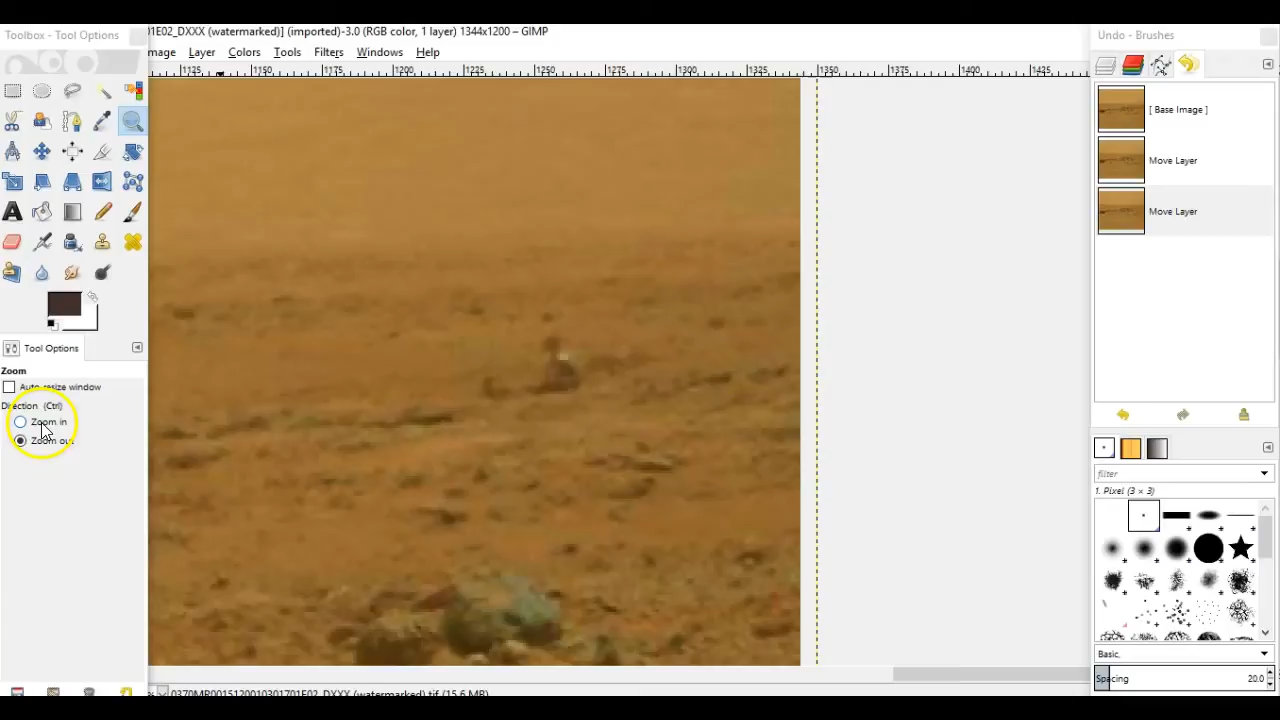 Toolbox - Tool Options
01E02_DXXX (watermarked)] (imported)-3.0 (RGB color, 1 layer) 1344x1200 – GIMP
Undo - Brushes
mage Layer Colors Tools Filters Windows Help
1125 1150 1175 1200 1225 1250 1275 1300 1325 1350 1375 1400 1425
[ Base Image ]
Move Layer
Move Layer
Tool Options
Zoom
Auto-resize window
Direction (Ctrl)
Zoom in
Zoom out
filter
1. Pixel (3 × 3)
Basic,
Spacing 20.0
0370MR0015120010301701E02_DXXX (watermarked).tif (15.6 MB)